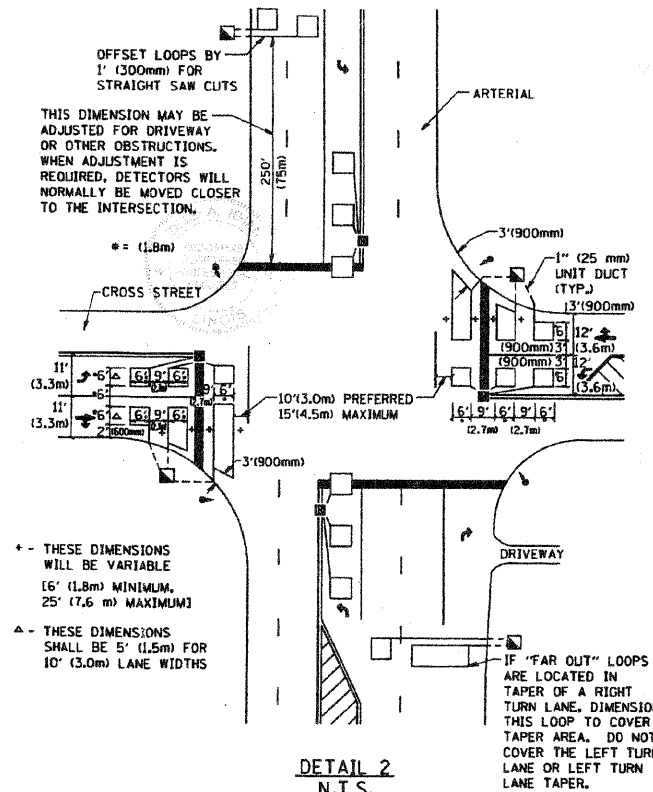 OFFSET LOOPS BY
1' (300mm) FOR
STRAIGHT SAW CUTS
THIS DIMENSION MAY BE
ADJUSTED FOR DRIVEWAY
OR OTHER OBSTRUCTIONS.
WHEN ADJUSTMENT IS
REQUIRED, DETECTORS WILL
NORMALLY BE MOVED CLOSER
TO THE INTERSECTION.
250'
(75m)
ARTERIAL
* = (1.8m)
3'(900mm)
1" (25 mm)
UNIT DUCT
(TYP.)
3'(900mm)
CROSS STREET
6'
12'
(3.6m)
(900mm) 3'
(900mm) 3'
6'
12'
(3.6m)
11'
(3.3m)
*6'
6' 9' 6'
9' 6'
(2.7m)
11'
(3.3m)
*6'
6' 9' 6'
2' (600mm)
10'(3.0m) PREFERRED
15'(4.5m) MAXIMUM
6' 9' 6' 9' 6'
(2.7m) (2.7m)
3'(900mm)
+ - THESE DIMENSIONS
WILL BE VARIABLE
[6' (1.8m) MINIMUM,
25' (7.6 m) MAXIMUM]
△ - THESE DIMENSIONS
SHALL BE 5' (1.5m) FOR
10' (3.0m) LANE WIDTHS
DRIVEWAY
IF "FAR OUT" LOOPS
ARE LOCATED IN
TAPER OF A RIGHT
TURN LANE, DIMENSION
THIS LOOP TO COVER
TAPER AREA. DO NOT
COVER THE LEFT TURN
LANE OR LEFT TURN
LANE TAPER.
DETAIL 2
N.T.S.